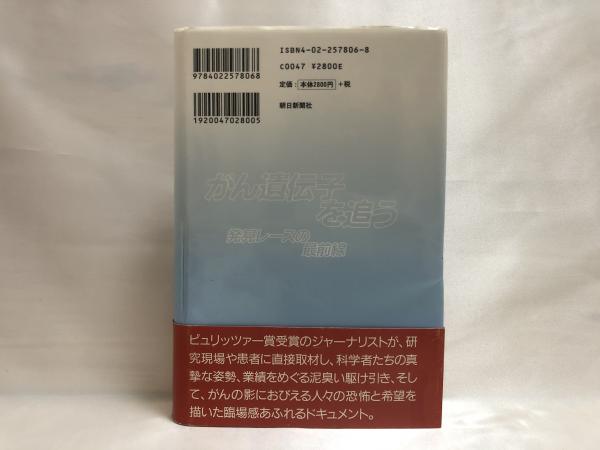 ISBN4-02-257806-8
C0047 ¥2800E
定価：本体2800円＋税
朝日新聞社
9784022578068
1920047028005
がん遺伝子
を追う
発見レースの
最前線
ピュリッツァー賞受賞のジャーナリストが、研
究現場や患者に直接取材し、科学者たちの真
摯な姿勢、業績をめぐる泥臭い駆け引き、そし
て、がんの影におびえる人々の恐怖と希望を
描いた臨場感あふれるドキュメント。